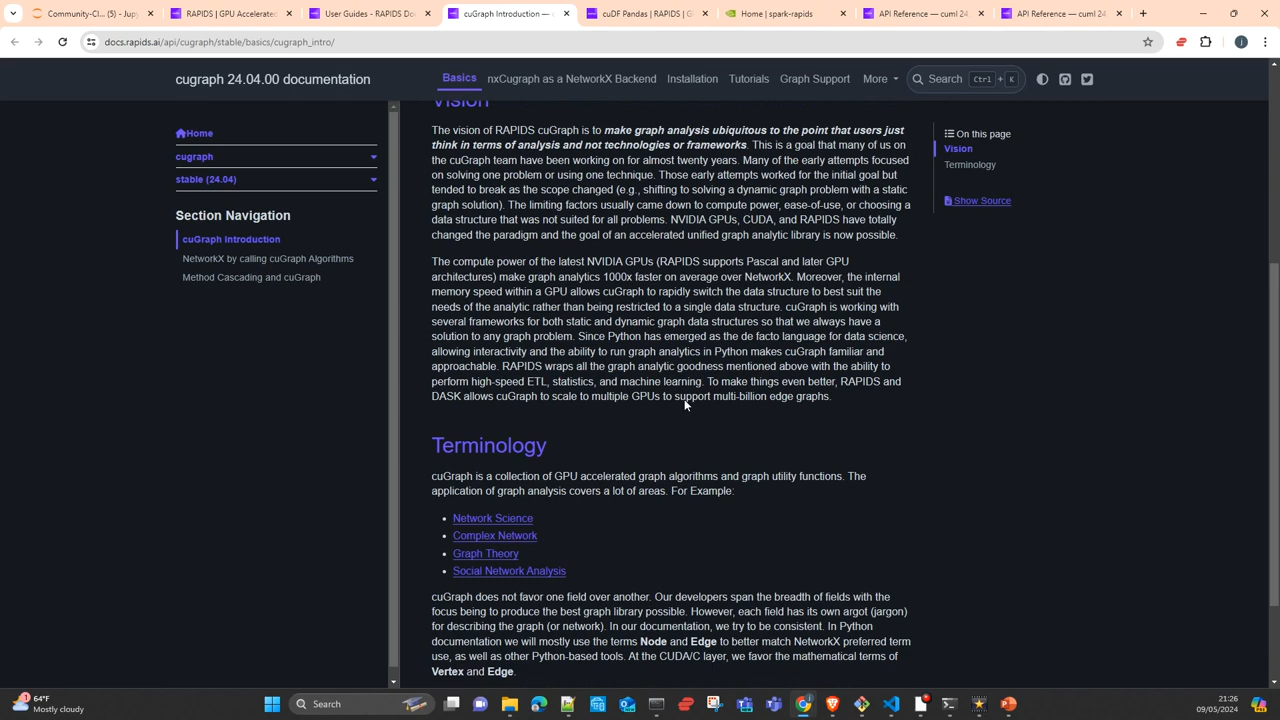 Community-Cl... (5) - Jupy
RAPIDS | GPU Accelerated
User Guides - RAPIDS Do
cuGraph Introduction — c
cuDF Pandas | RAPIDS | G
Home | spark-rapids
API Reference — cuml 24.
API Reference — cuml 24.
docs.rapids.ai/api/cugraph/stable/basics/cugraph_intro/
cugraph 24.04.00 documentation
Basics
nxCugraph as a NetworkX Backend
Installation
Tutorials
Graph Support
More
Search
Ctrl + K
Home
cugraph
stable (24.04)
Section Navigation
cuGraph Introduction
NetworkX by calling cuGraph Algorithms
Method Cascading and cuGraph
Vision
The vision of RAPIDS cuGraph is to make graph analysis ubiquitous to the point that users just
think in terms of analysis and not technologies or frameworks. This is a goal that many of us on
the cuGraph team have been working on for almost twenty years. Many of the early attempts focused
on solving one problem or using one technique. Those early attempts worked for the initial goal but
tended to break as the scope changed (e.g., shifting to solving a dynamic graph problem with a static
graph solution). The limiting factors usually came down to compute power, ease-of-use, or choosing a
data structure that was not suited for all problems. NVIDIA GPUs, CUDA, and RAPIDS have totally
changed the paradigm and the goal of an accelerated unified graph analytic library is now possible.
The compute power of the latest NVIDIA GPUs (RAPIDS supports Pascal and later GPU
architectures) make graph analytics 1000x faster on average over NetworkX. Moreover, the internal
memory speed within a GPU allows cuGraph to rapidly switch the data structure to best suit the
needs of the analytic rather than being restricted to a single data structure. cuGraph is working with
several frameworks for both static and dynamic graph data structures so that we always have a
solution to any graph problem. Since Python has emerged as the de facto language for data science,
allowing interactivity and the ability to run graph analytics in Python makes cuGraph familiar and
approachable. RAPIDS wraps all the graph analytic goodness mentioned above with the ability to
perform high-speed ETL, statistics, and machine learning. To make things even better, RAPIDS and
DASK allows cuGraph to scale to multiple GPUs to support multi-billion edge graphs.
Terminology
cuGraph is a collection of GPU accelerated graph algorithms and graph utility functions. The
application of graph analysis covers a lot of areas. For Example:
Network Science
Complex Network
Graph Theory
Social Network Analysis
cuGraph does not favor one field over another. Our developers span the breadth of fields with the
focus being to produce the best graph library possible. However, each field has its own argot (jargon)
for describing the graph (or network). In our documentation, we try to be consistent. In Python
documentation we will mostly use the terms Node and Edge to better match NetworkX preferred term
use, as well as other Python-based tools. At the CUDA/C layer, we favor the mathematical terms of
Vertex and Edge.
On this page
Vision
Terminology
Show Source
64°F
Mostly cloudy
Search
21:26
09/05/2024